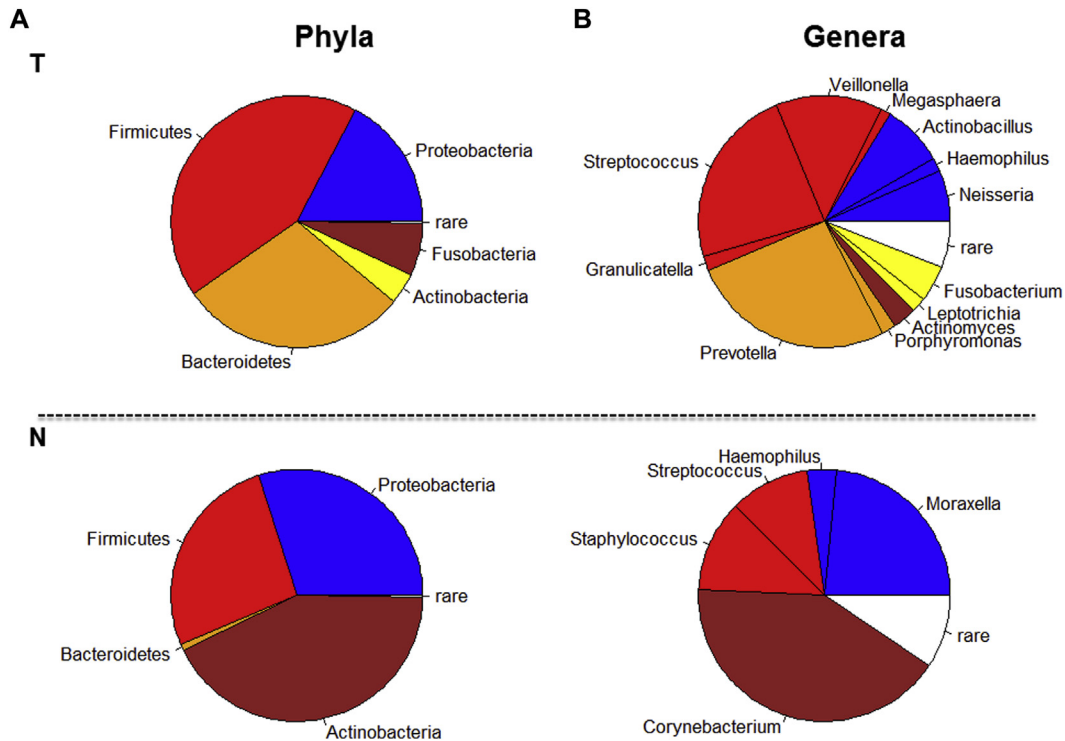 A
Phyla
B
Genera
T
Firmicutes
Proteobacteria
rare
Fusobacteria
Actinobacteria
Bacteroidetes
Veillonella
Megasphaera
Actinobacillus
Haemophilus
Neisseria
rare
Fusobacterium
Leptotrichia
Actinomyces
Porphyromonas
Prevotella
Granulicatella
Streptococcus
N
Proteobacteria
Firmicutes
rare
Bacteroidetes
Actinobacteria
Haemophilus
Streptococcus
Moraxella
Staphylococcus
rare
Corynebacterium